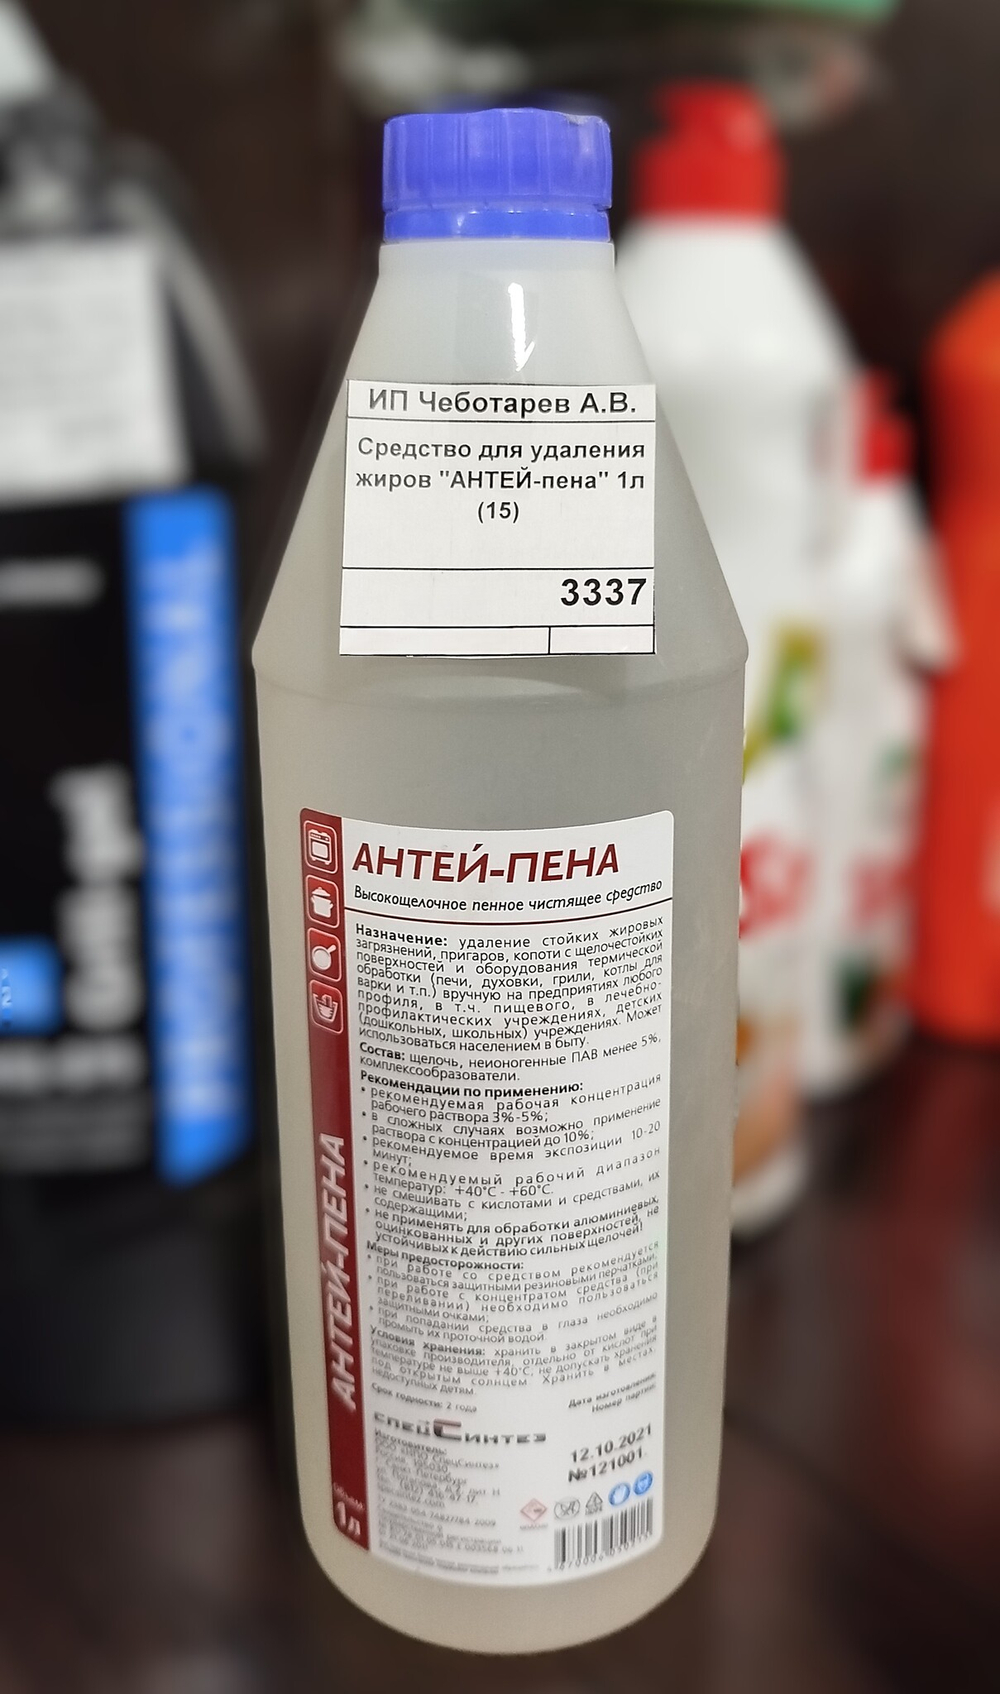 ИП Чеботарев А.В.
Средство для удаления
жиров "АНТЕЙ-пена" 1л
(15)
3337
АНТЕЙ-ПЕНА
Высокощелочное пенное чистящее средство
Назначение: удаление стойких жировых
загрязнений, пригаров, копоти с щелочестойких
поверхностей и оборудования термической
обработки (печи, духовки, грили, котлы для
варки и т.п.) вручную на предприятиях любого
профиля, в т.ч. пищевого, в лечебно-
профилактических учреждениях, детских
(дошкольных, школьных) учреждениях. Может
использоваться населением в быту.
Состав: щелочь, неионогенные ПАВ менее 5%,
комплексообразователи.
Рекомендации по применению:
• рекомендуемая рабочая концентрация
рабочего раствора 3%-5%;
• в сложных случаях возможно применение
раствора с концентрацией до 10%;
• рекомендуемое время экспозиции 10-20
минут;
• рекомендуемый рабочий диапазон
температур: +40°С - +60°С.
• не смешивать с кислотами и средствами, их
содержащими;
• не применять для обработки алюминиевых,
оцинкованных и других поверхностей, не
устойчивых к действию сильных щелочей!
Меры предосторожности:
• при работе со средством рекомендуется
пользоваться защитными резиновыми перчатками,
• при работе с концентратом средства (при
переливании) необходимо пользоваться
защитными очками;
• при попадании средства в глаза необходимо
промыть их проточной водой.
Условия хранения: хранить в закрытом виде в
упаковке производителя, отдельно от кислот при
температуре не выше +40°С, не допускать хранения
под открытым солнцем. Хранить в местах,
недоступных детям.
Срок годности: 2 года
Дата изготовления
Номер партии:
СПЕЦСИНТЕЗ
12.10.2021
№121001
Изготовитель:
ООО «НПО СпецСинтез»
Россия, 195030,
г. Санкт-Петербург
АНТЕЙ-ПЕНА
Объем
1л